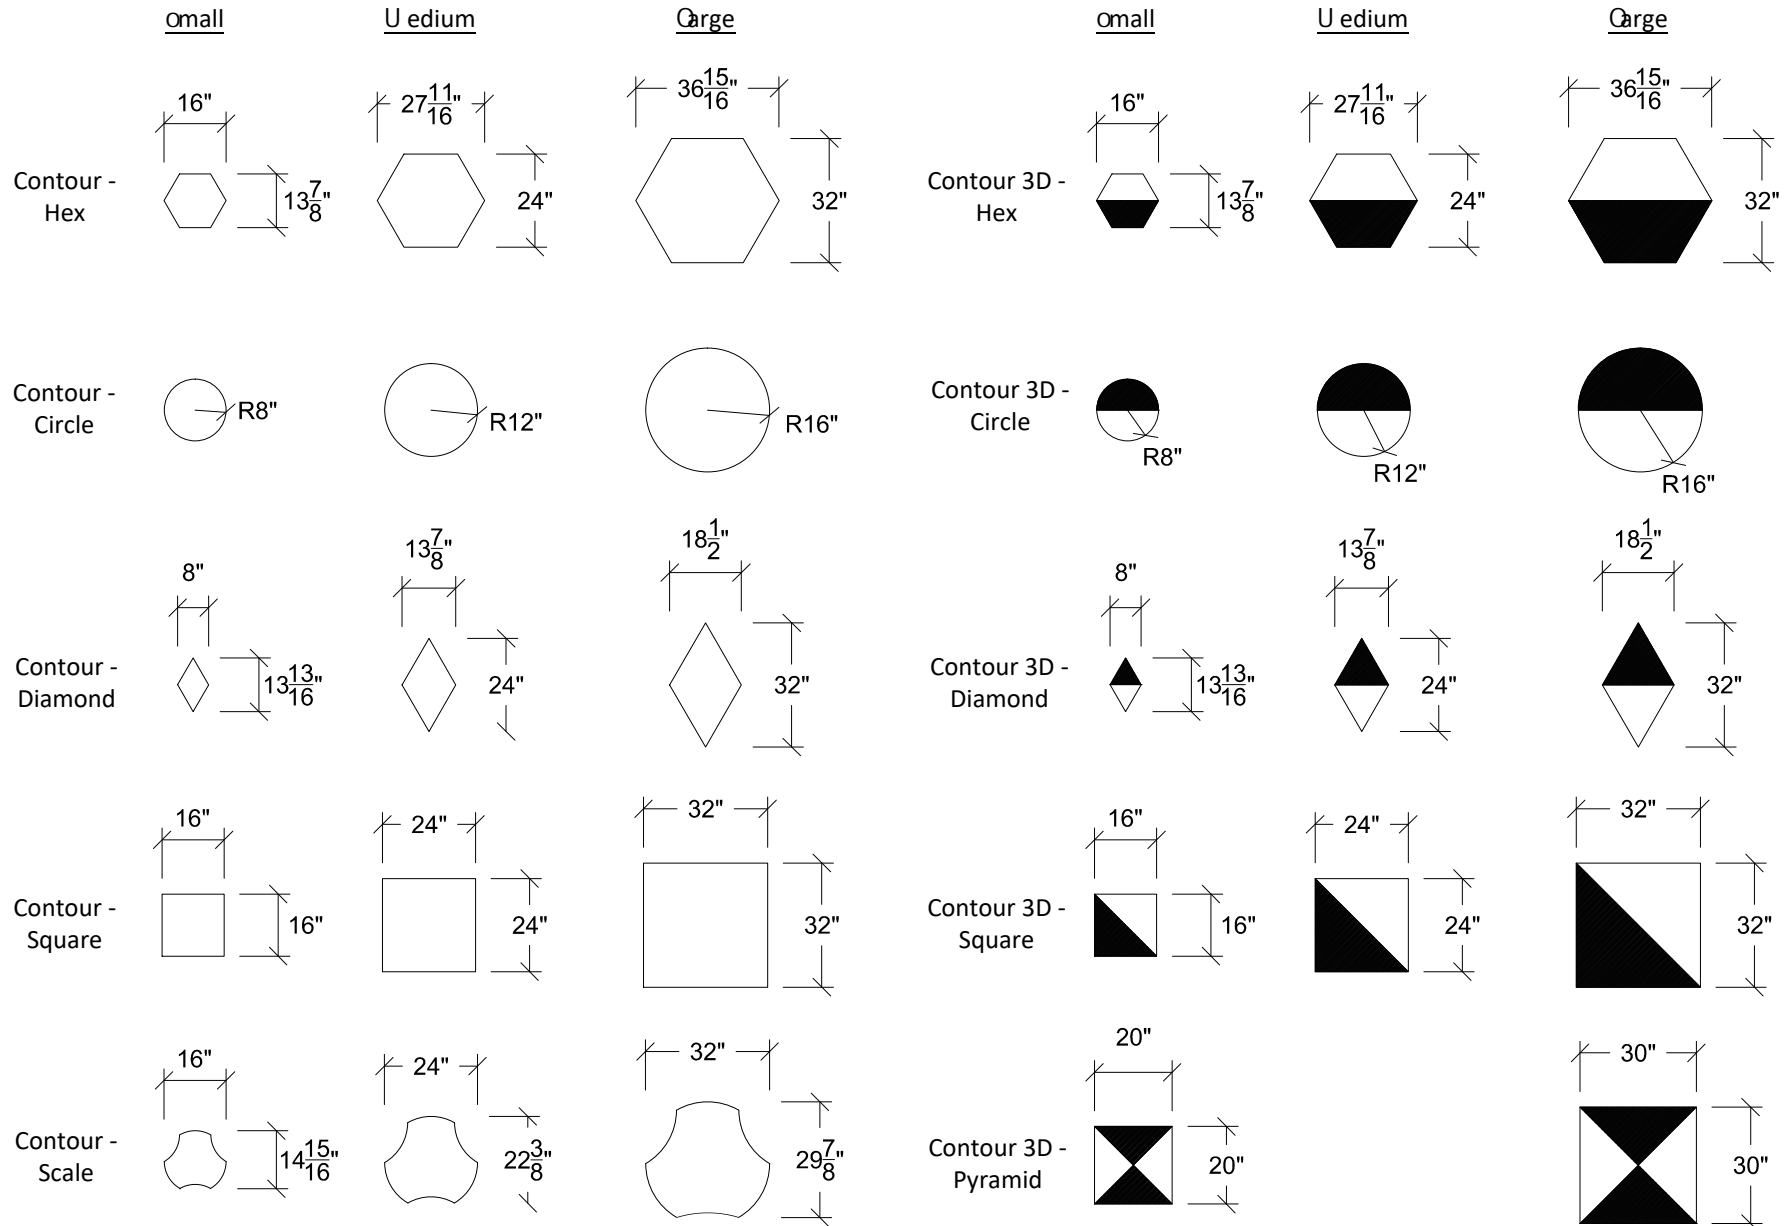 omall U edium Oarge omall U edium Oarge
16" 27 11/16" 36 15/16" 16" 27 11/16" 36 15/16"
Contour -
Hex
13 7/8" 24" 32"
Contour 3D -
Hex
13 7/8" 24" 32"
Contour -
Circle
R8" R12" R16"
Contour 3D -
Circle
R8" R12" R16"
8" 13 7/8" 18 1/2" 8" 13 7/8" 18 1/2"
Contour -
Diamond
13 13/16" 24" 32"
Contour 3D -
Diamond
13 13/16" 24" 32"
16" 24" 32" 16" 24" 32"
Contour -
Square
16" 24" 32"
Contour 3D -
Square
16" 24" 32"
16" 24" 32" 20" 30"
Contour -
Scale
14 15/16" 22 3/8" 29 7/8"
Contour 3D -
Pyramid
20" 30"